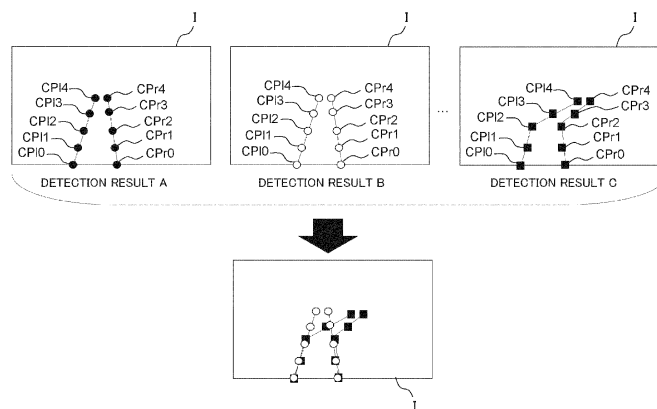 I
I
I
CPl4
CPr4
CPl3
CPr3
CPl2
CPr2
CPl1
CPr1
CPl0
CPr0
DETECTION RESULT A
CPl4
CPr4
CPl3
CPr3
CPl2
CPr2
CPl1
CPr1
CPl0
CPr0
DETECTION RESULT B
...
CPl4
CPr4
CPl3
CPr3
CPl2
CPr2
CPl1
CPr1
CPl0
CPr0
DETECTION RESULT C
I